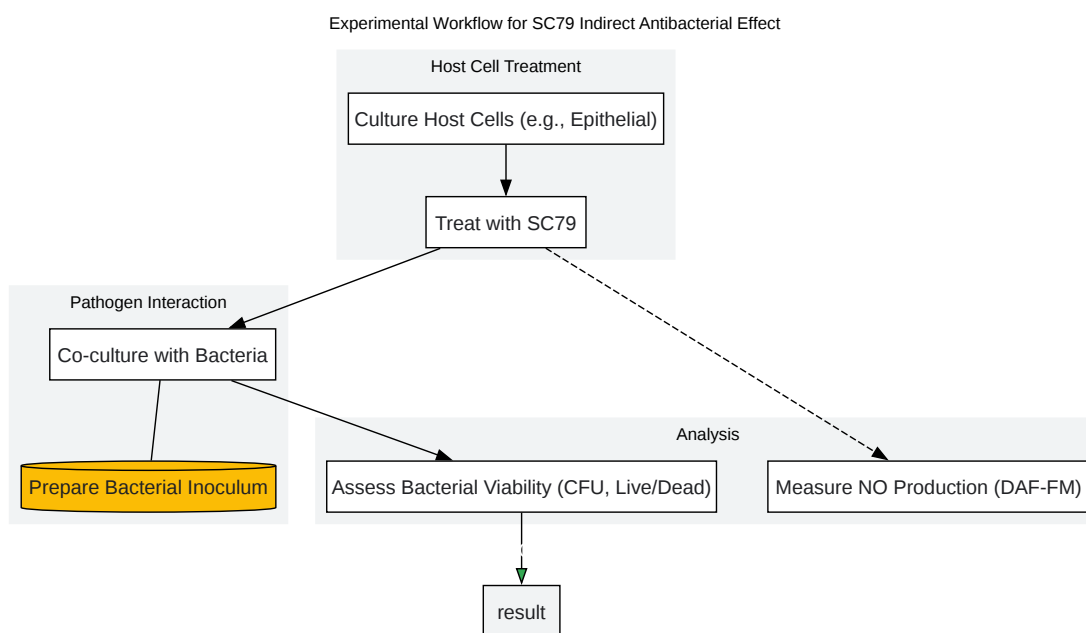 Experimental Workflow for SC79 Indirect Antibacterial Effect
Host Cell Treatment
Culture Host Cells (e.g., Epithelial)
Treat with SC79
Pathogen Interaction
Co-culture with Bacteria
Prepare Bacterial Inoculum
Analysis
Assess Bacterial Viability (CFU, Live/Dead)
Measure NO Production (DAF-FM)
result